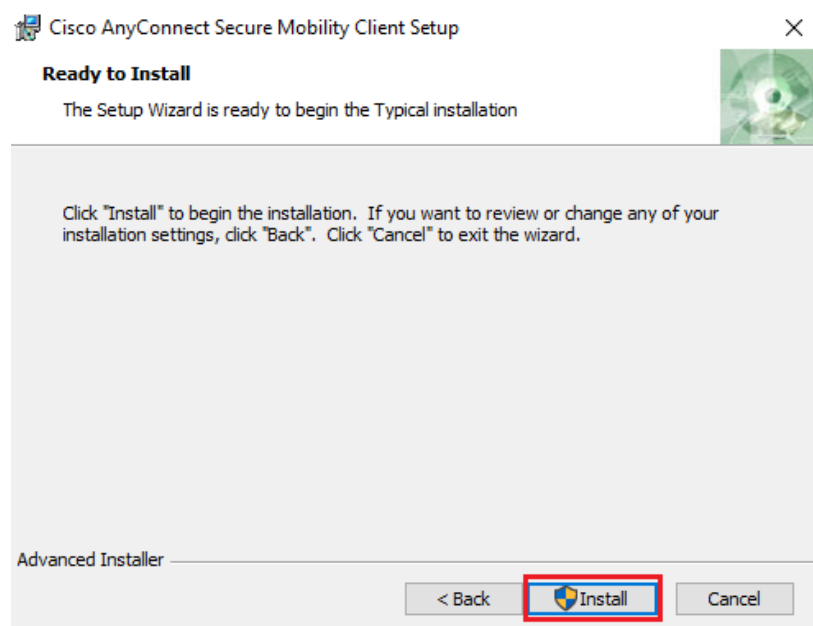 Cisco AnyConnect Secure Mobility Client Setup
Ready to Install
The Setup Wizard is ready to begin the Typical installation
Click "Install" to begin the installation.  If you want to review or change any of your
installation settings, click "Back".  Click "Cancel" to exit the wizard.
Advanced Installer
< Back Install Cancel